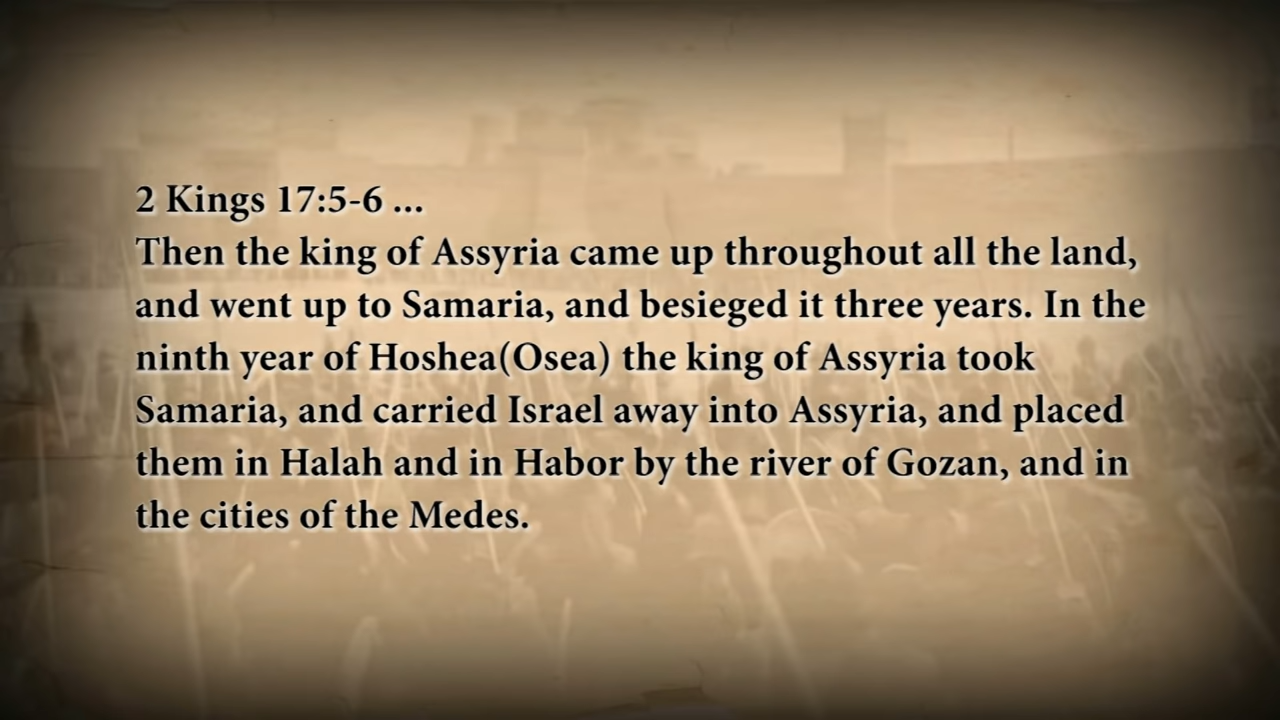 2 Kings 17:5-6 ...
Then the king of Assyria came up throughout all the land,
and went up to Samaria, and besieged it three years. In the
ninth year of Hoshea(Osea) the king of Assyria took
Samaria, and carried Israel away into Assyria, and placed
them in Halah and in Habor by the river of Gozan, and in
the cities of the Medes.